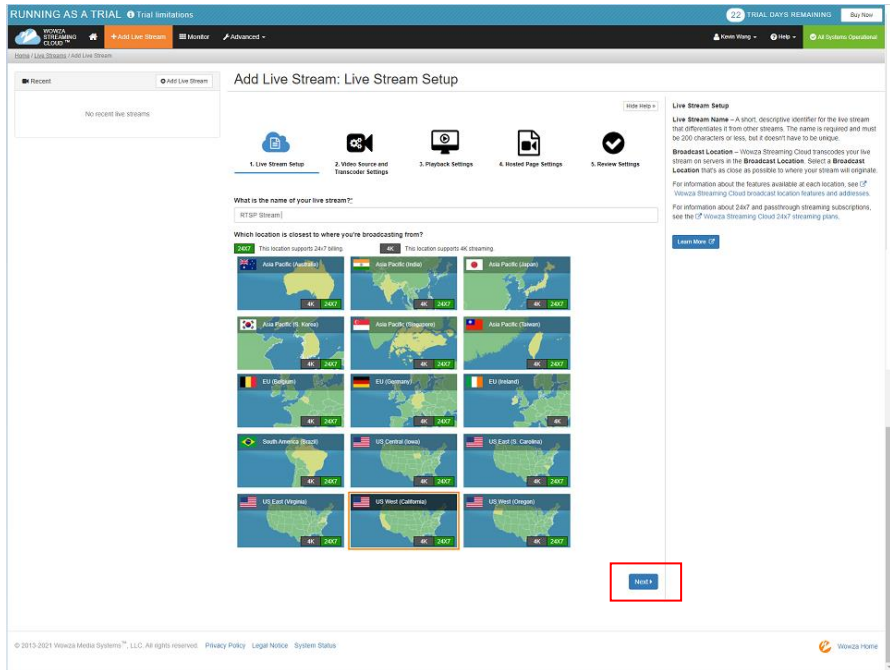 RUNNING AS A TRIAL Trial limitations
22 TRIAL DAYS REMAINING Buy Now
WOWZA STREAMING CLOUD ™ +Add Live Stream Monitor Advanced Kevin Wang Help All Systems Operational
Home / Live Streams / Add Live Stream
Recent Add Live Stream
No recent live streams
Add Live Stream: Live Stream Setup
Hide Help »
1. Live Stream Setup
2. Video Source and
Transcoder Settings
3. Playback Settings
4. Hosted Page Settings
5. Review Settings
What is the name of your live stream?*
RTSP Stream
Which location is closest to where you're broadcasting from?
24X7 This location supports 24x7 billing. 4K This location supports 4K streaming.
Asia Pacific (Australia) 4K 24X7
Asia Pacific (India) 4K 24X7
Asia Pacific (Japan) 4K 24X7
Asia Pacific (S. Korea) 4K 24X7
Asia Pacific (Singapore) 4K 24X7
Asia Pacific (Taiwan) 4K 24X7
EU (Belgium) 4K 24X7
EU (Germany) 4K 24X7
EU (Ireland) 4K
South America (Brazil) 4K 24X7
US Central (Iowa) 4K 24X7
US East (S. Carolina) 4K 24X7
US East (Virginia) 4K 24X7
US West (California) 4K 24X7
US West (Oregon) 4K 24X7
Next
Live Stream Setup
Live Stream Name – A short, descriptive identifier for the live stream
that differentiates it from other streams. The name is required and must
be 200 characters or less, but it doesn't have to be unique.
Broadcast Location – Wowza Streaming Cloud transcodes your live
stream on servers in the Broadcast Location. Select a Broadcast
Location that's as close as possible to where your stream will originate.
For information about the features available at each location, see
Wowza Streaming Cloud broadcast location features and addresses.
For information about 24x7 and passthrough streaming subscriptions,
see the Wowza Streaming Cloud 24x7 streaming plans.
Learn More
© 2013-2021 Wowza Media Systems™, LLC. All rights reserved. Privacy Policy Legal Notice System Status
Wowza Home